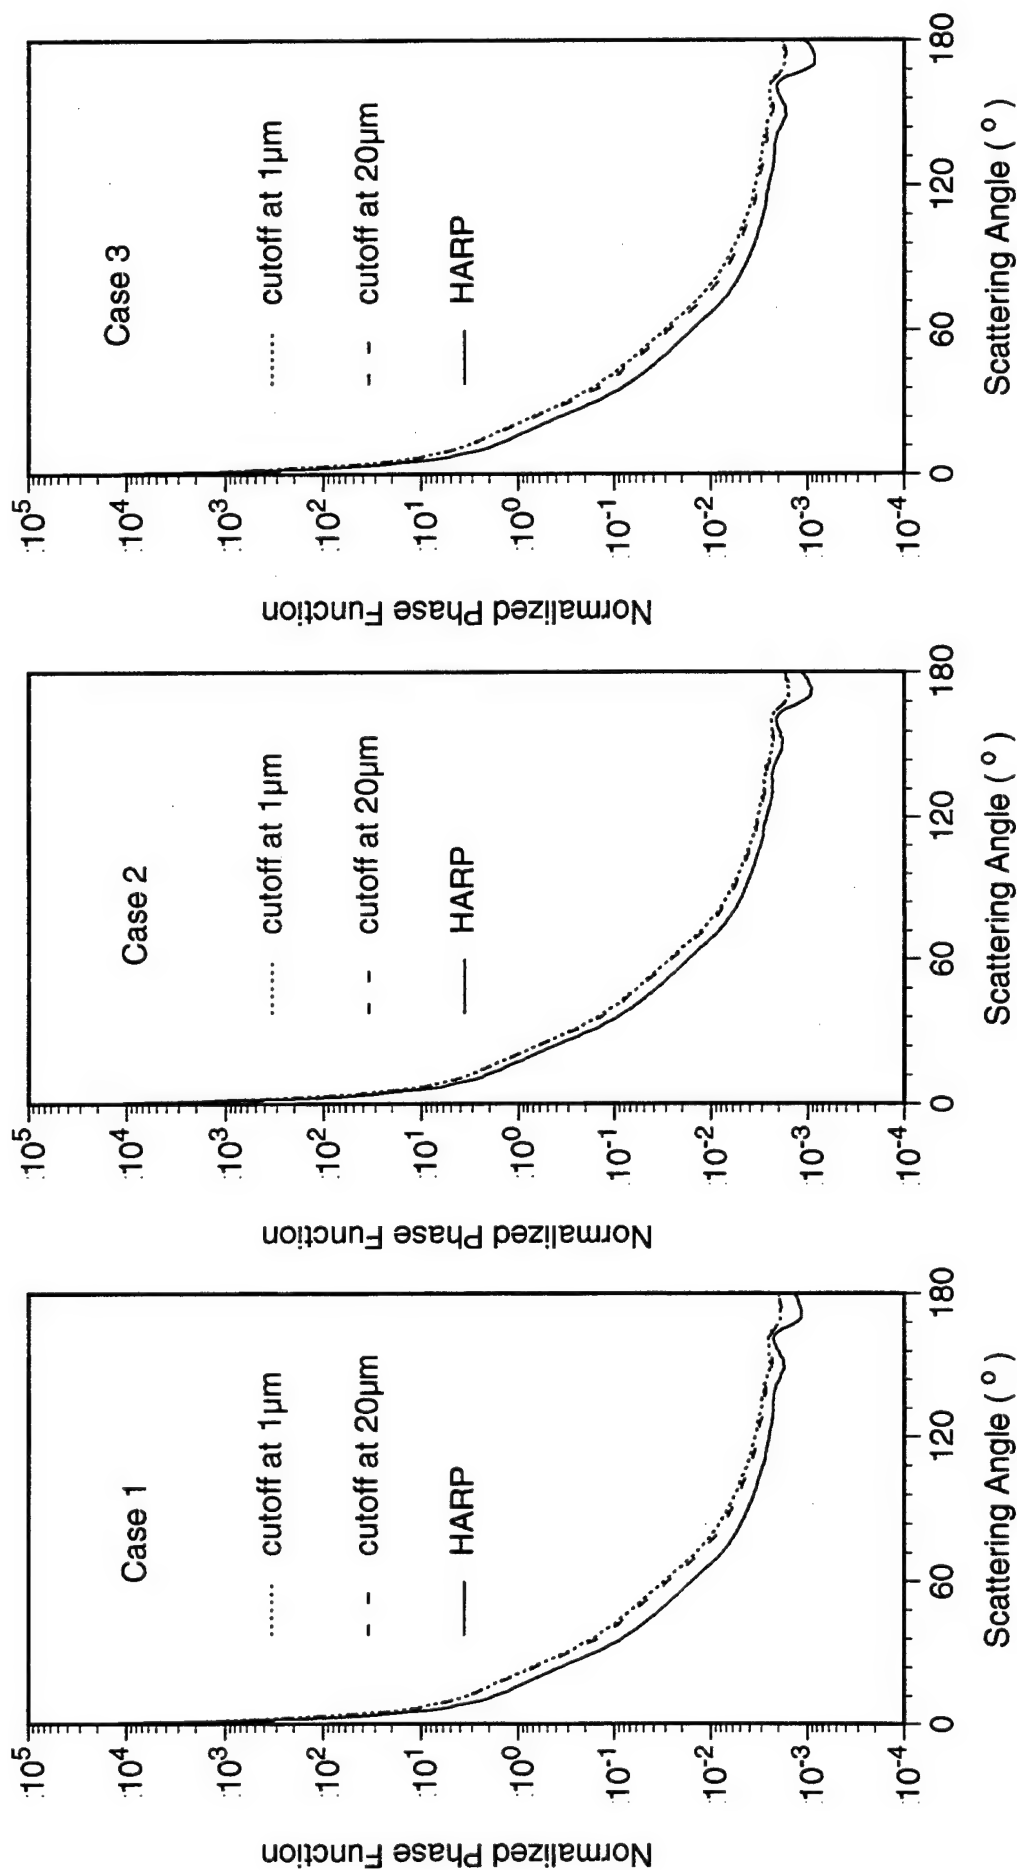 Case 1
cutoff at 1µm
cutoff at 20µm
HARP
10^5
10^4
10^3
10^2
10^1
10^0
10^-1
10^-2
10^-3
10^-4
Normalized Phase Function
0 60 120 180
Scattering Angle ( ° )
Case 2
cutoff at 1µm
cutoff at 20µm
HARP
10^5
10^4
10^3
10^2
10^1
10^0
10^-1
10^-2
10^-3
10^-4
Normalized Phase Function
0 60 120 180
Scattering Angle ( ° )
Case 3
cutoff at 1µm
cutoff at 20µm
HARP
10^5
10^4
10^3
10^2
10^1
10^0
10^-1
10^-2
10^-3
10^-4
Normalized Phase Function
0 60 120 180
Scattering Angle ( ° )